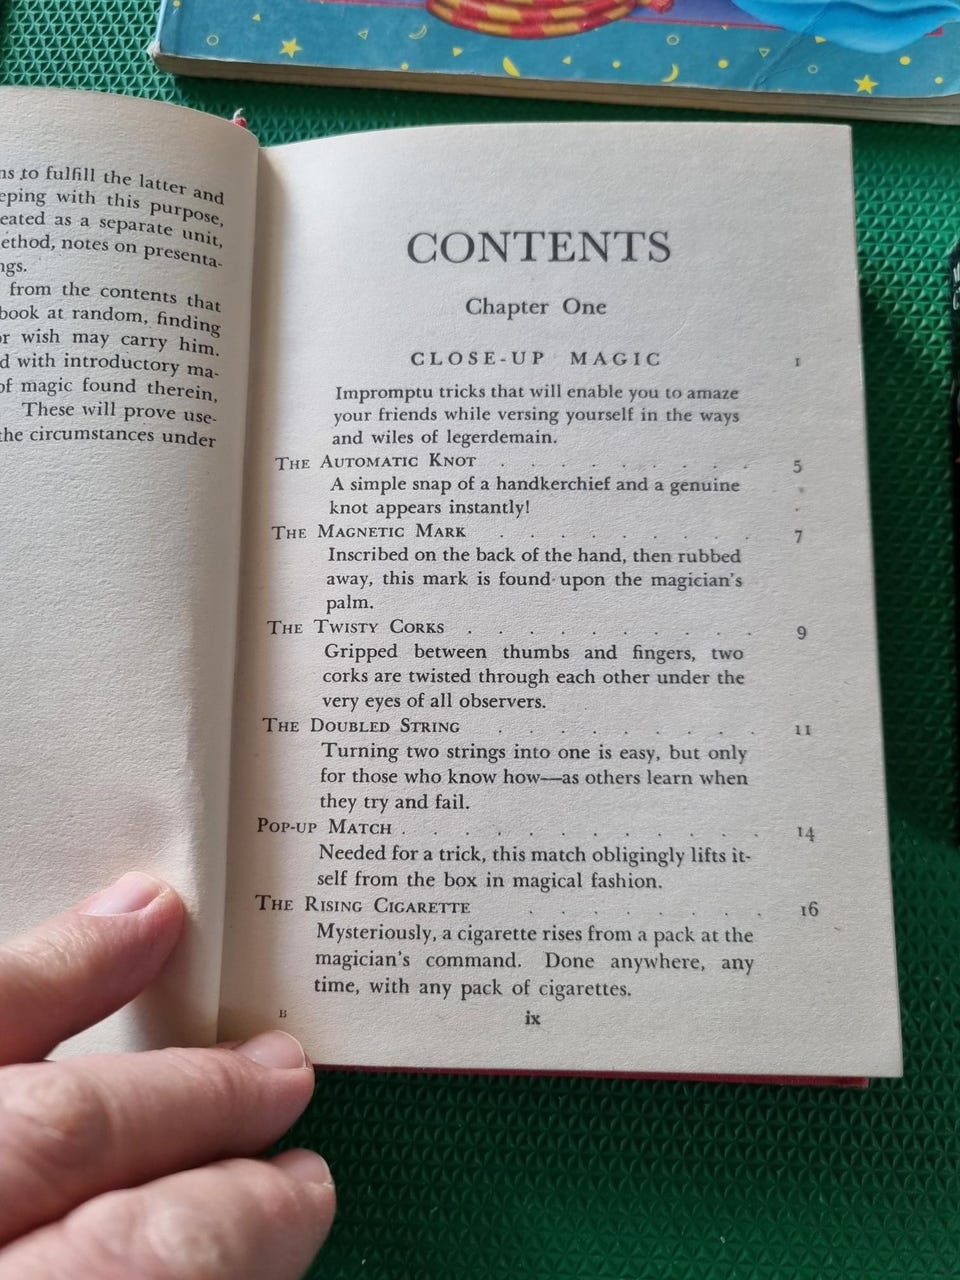 ns to fulfill the latter and
eping with this purpose,
eated as a separate unit,
ethod, notes on presenta-
ngs.
from the contents that
book at random, finding
or wish may carry him.
d with introductory ma-
of magic found therein,
These will prove use-
the circumstances under
CONTENTS
Chapter One
CLOSE-UP MAGIC 1
Impromptu tricks that will enable you to amaze
your friends while versing yourself in the ways
and wiles of legerdemain.
THE AUTOMATIC KNOT . . . . . . . . . 5
A simple snap of a handkerchief and a genuine
knot appears instantly!
THE MAGNETIC MARK . . . . . . . . . 7
Inscribed on the back of the hand, then rubbed
away, this mark is found upon the magician's
palm.
THE TWISTY CORKS . . . . . . . . . . 9
Gripped between thumbs and fingers, two
corks are twisted through each other under the
very eyes of all observers.
THE DOUBLED STRING . . . . . . . . . 11
Turning two strings into one is easy, but only
for those who know how—as others learn when
they try and fail.
POP-UP MATCH . . . . . . . . . . . . 14
Needed for a trick, this match obligingly lifts it-
self from the box in magical fashion.
THE RISING CIGARETTE . . . . . . . . 16
Mysteriously, a cigarette rises from a pack at the
magician's command. Done anywhere, any
time, with any pack of cigarettes.
B ix